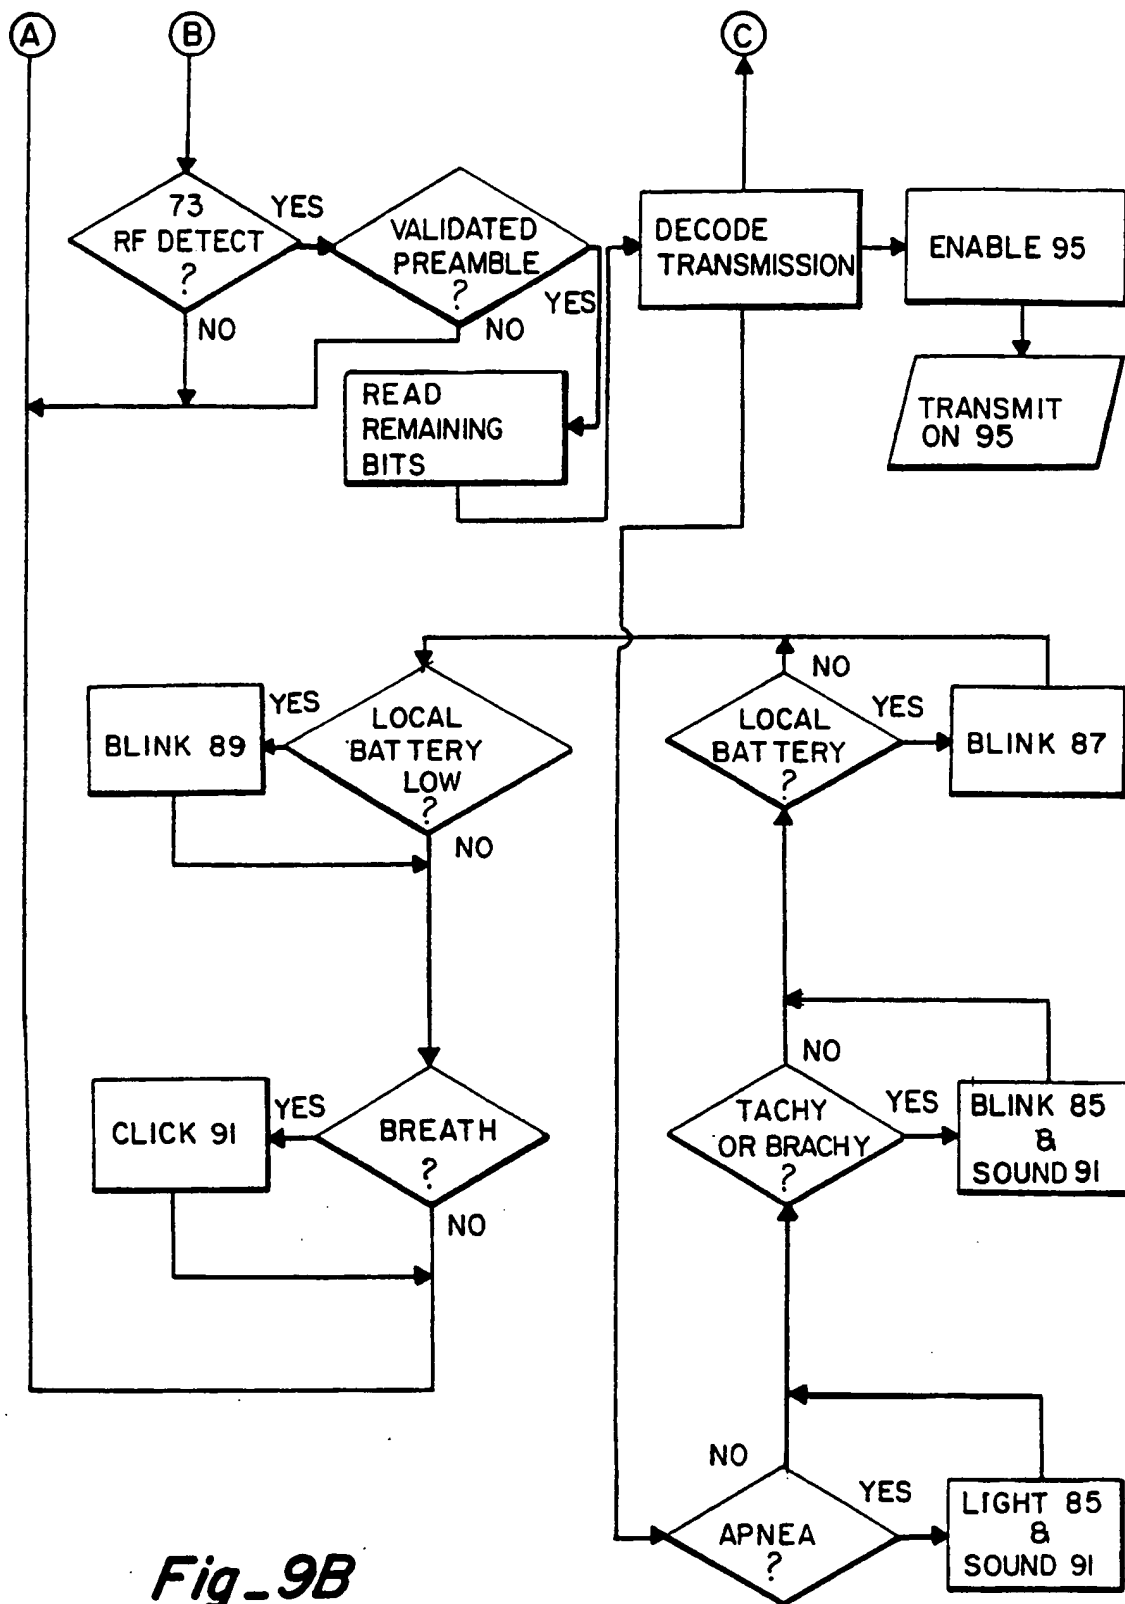 A
B
C
73
RF DETECT
?
YES
NO
VALIDATED
PREAMBLE
?
YES
NO
READ
REMAINING
BITS
DECODE
TRANSMISSION
ENABLE 95
TRANSMIT
ON 95
BLINK 89
YES
LOCAL
BATTERY
LOW
?
NO
NO
LOCAL
BATTERY
?
YES
BLINK 87
CLICK 91
YES
BREATH
?
NO
NO
TACHY
OR BRACHY
?
YES
BLINK 85
&
SOUND 91
NO
APNEA
?
YES
LIGHT 85
&
SOUND 91
Fig_9B